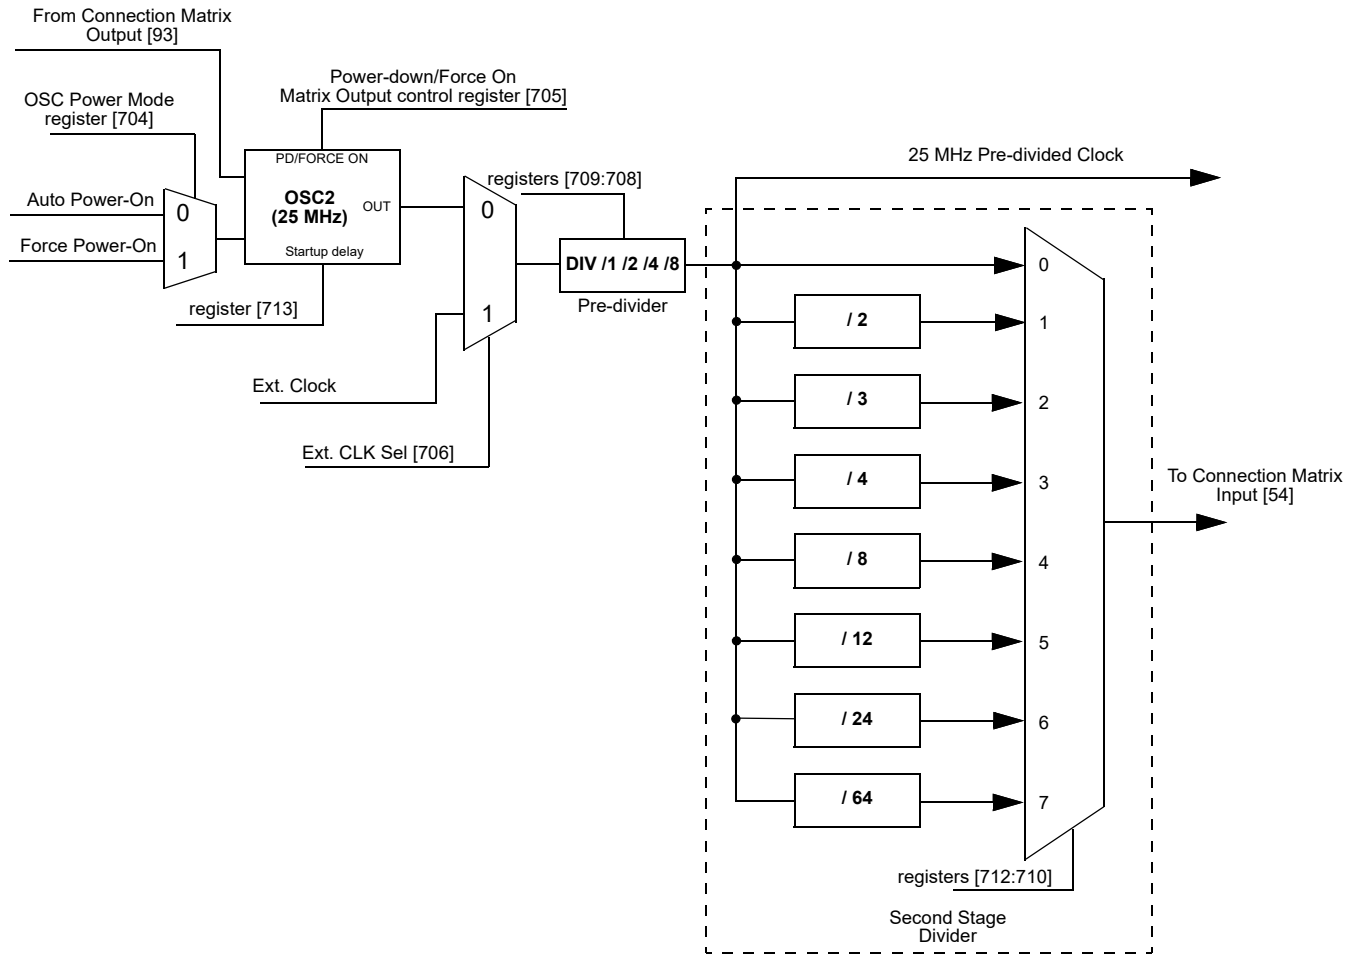 From Connection Matrix
Output [93]
Power-down/Force On
Matrix Output control register [705]
OSC Power Mode
register [704]
PD/FORCE ON
OSC2
(25 MHz)
OUT
Startup delay
Auto Power-On
0
Force Power-On
1
register [713]
0
1
Ext. Clock
Ext. CLK Sel [706]
registers [709:708]
DIV /1 /2 /4 /8
Pre-divider
25 MHz Pre-divided Clock
0
/ 2
1
/ 3
2
/ 4
3
/ 8
4
/ 12
5
/ 24
6
/ 64
7
To Connection Matrix
Input [54]
registers [712:710]
Second Stage
Divider